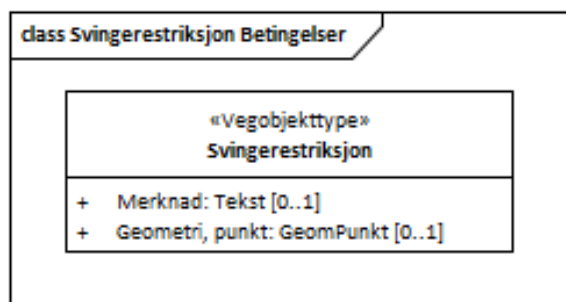 class Svingerestriksjon Betingelser
«Vegobjekttype»
Svingerestriksjon
+ Merknad: Tekst [0..1]
+ Geometri, punkt: GeomPunkt [0..1]